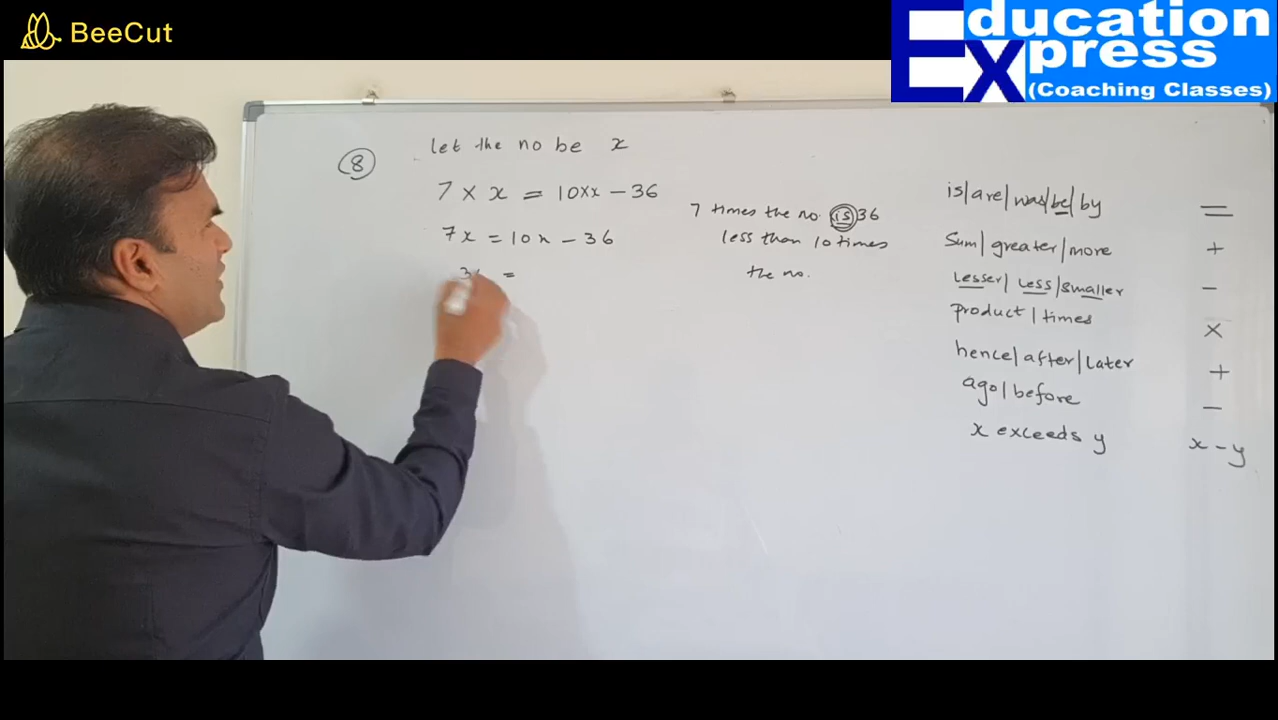 BeeCut
Education
Express
(Coaching Classes)
8
let the no be x
7 × x = 10×x - 36
7x = 10x - 36
36 =
7 times the no. is 36
less than 10 times
the no.
is/are/was/be/by =
Sum/greater/more +
Lesser/Less/smaller -
product/times ×
hence/after/later +
ago/before -
x exceeds y x - y